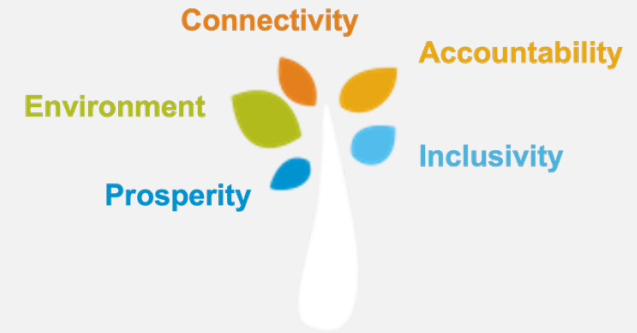 Connectivity
Accountability
Environment
Inclusivity
Prosperity